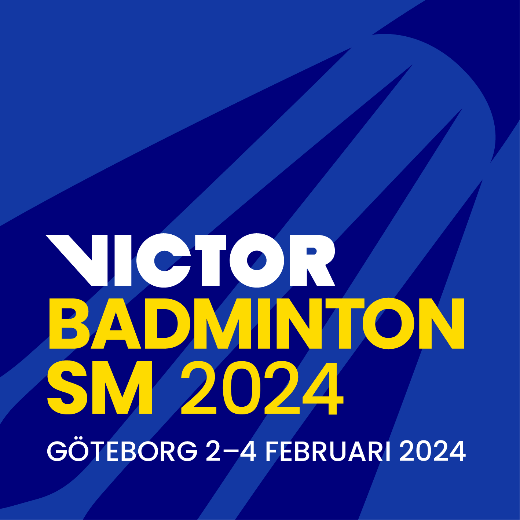 VICTOR
BADMINTON
SM 2024
GÖTEBORG 2–4 FEBRUARI 2024